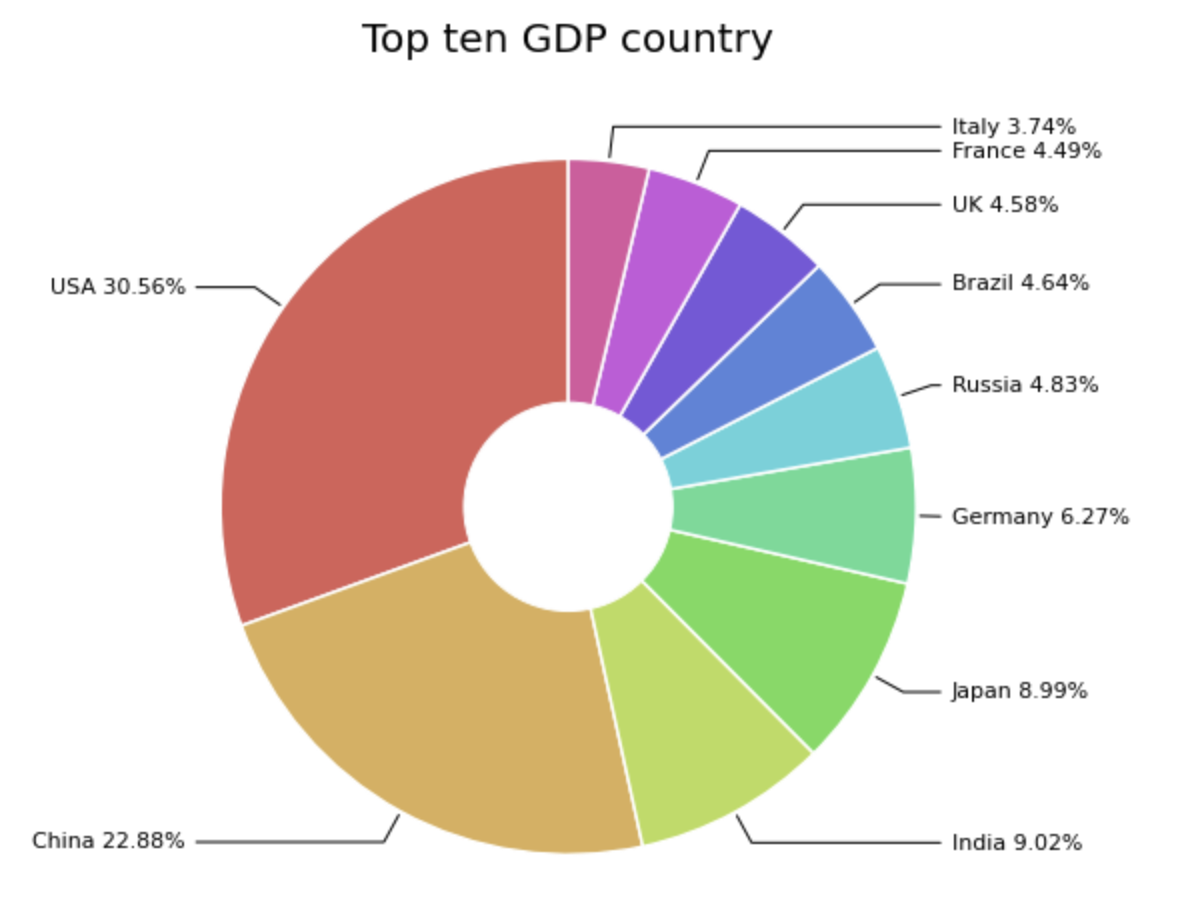 Top ten GDP country
Italy 3.74%
France 4.49%
UK 4.58%
USA 30.56%
Brazil 4.64%
Russia 4.83%
Germany 6.27%
Japan 8.99%
China 22.88%
India 9.02%